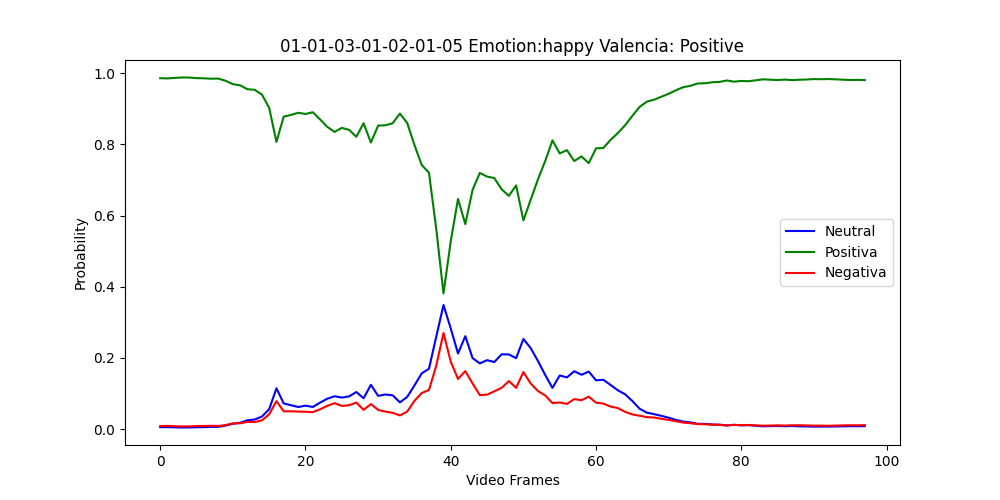 01-01-03-01-02-01-05 Emotion:happy Valencia: Positive
1.0
0.8
0.6
0.4
0.2
0.0
Probability
Neutral
Positiva
Negativa
0 20 40 60 80 100
Video Frames